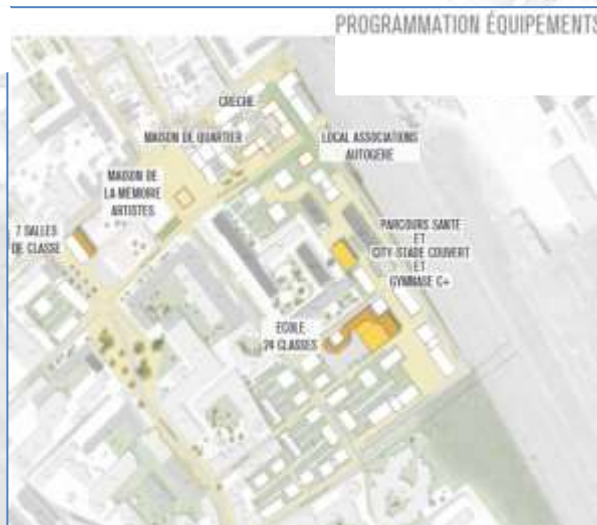 PROGRAMMATION ÉQUIPEMENTS
CRECHE
MAISON DE QUARTIER
LOCAL ASSOCIATIONS
AUTOGERE
MAISON DE
LA MEMOIRE
ARTISTES
7 SALLES
DE CLASSE
PARCOURS SANTE
ET
CITY-STADE COUVERT
ET
GYMNASE C+
ECOLE
24 CLASSES